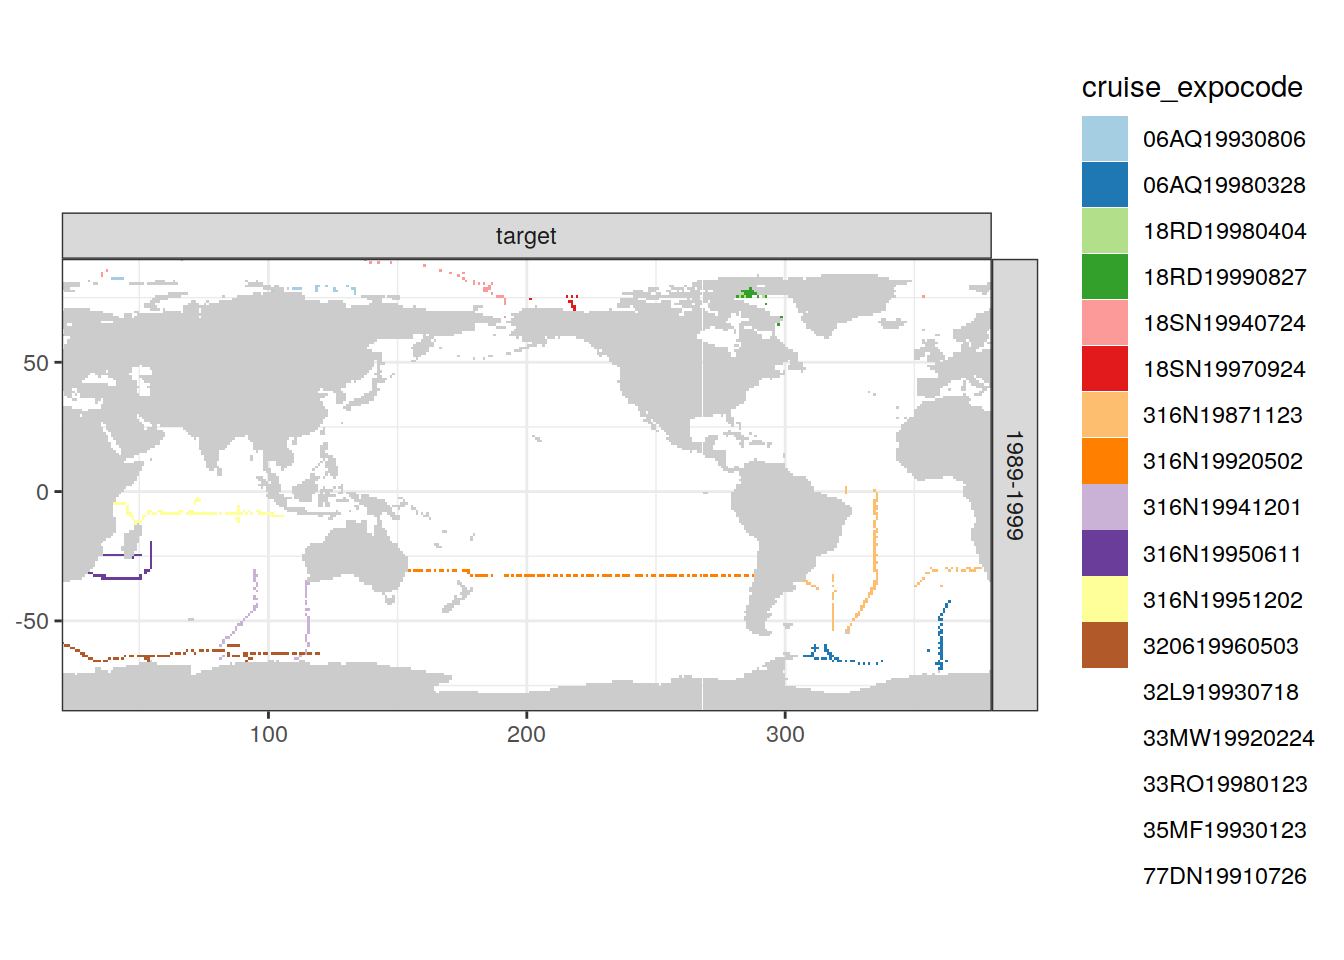 cruise_expocode
06AQ19930806
06AQ19980328
18RD19980404
18RD19990827
18SN19940724
18SN19970924
316N19871123
316N19920502
316N19941201
316N19950611
316N19951202
320619960503
32L919930718
33MW19920224
33RO19980123
35MF19930123
77DN19910726
target
1989-1999
50
0
-50
100 200 300